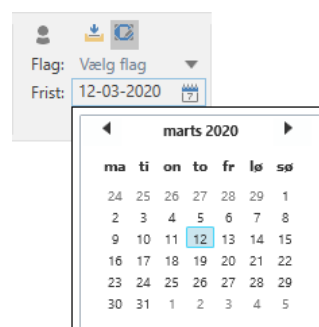 Flag: Vælg flag
Frist: 12-03-2020 7
marts 2020
ma ti on to fr lø sø
24 25 26 27 28 29 1
2 3 4 5 6 7 8
9 10 11 12 13 14 15
16 17 18 19 20 21 22
23 24 25 26 27 28 29
30 31 1 2 3 4 5